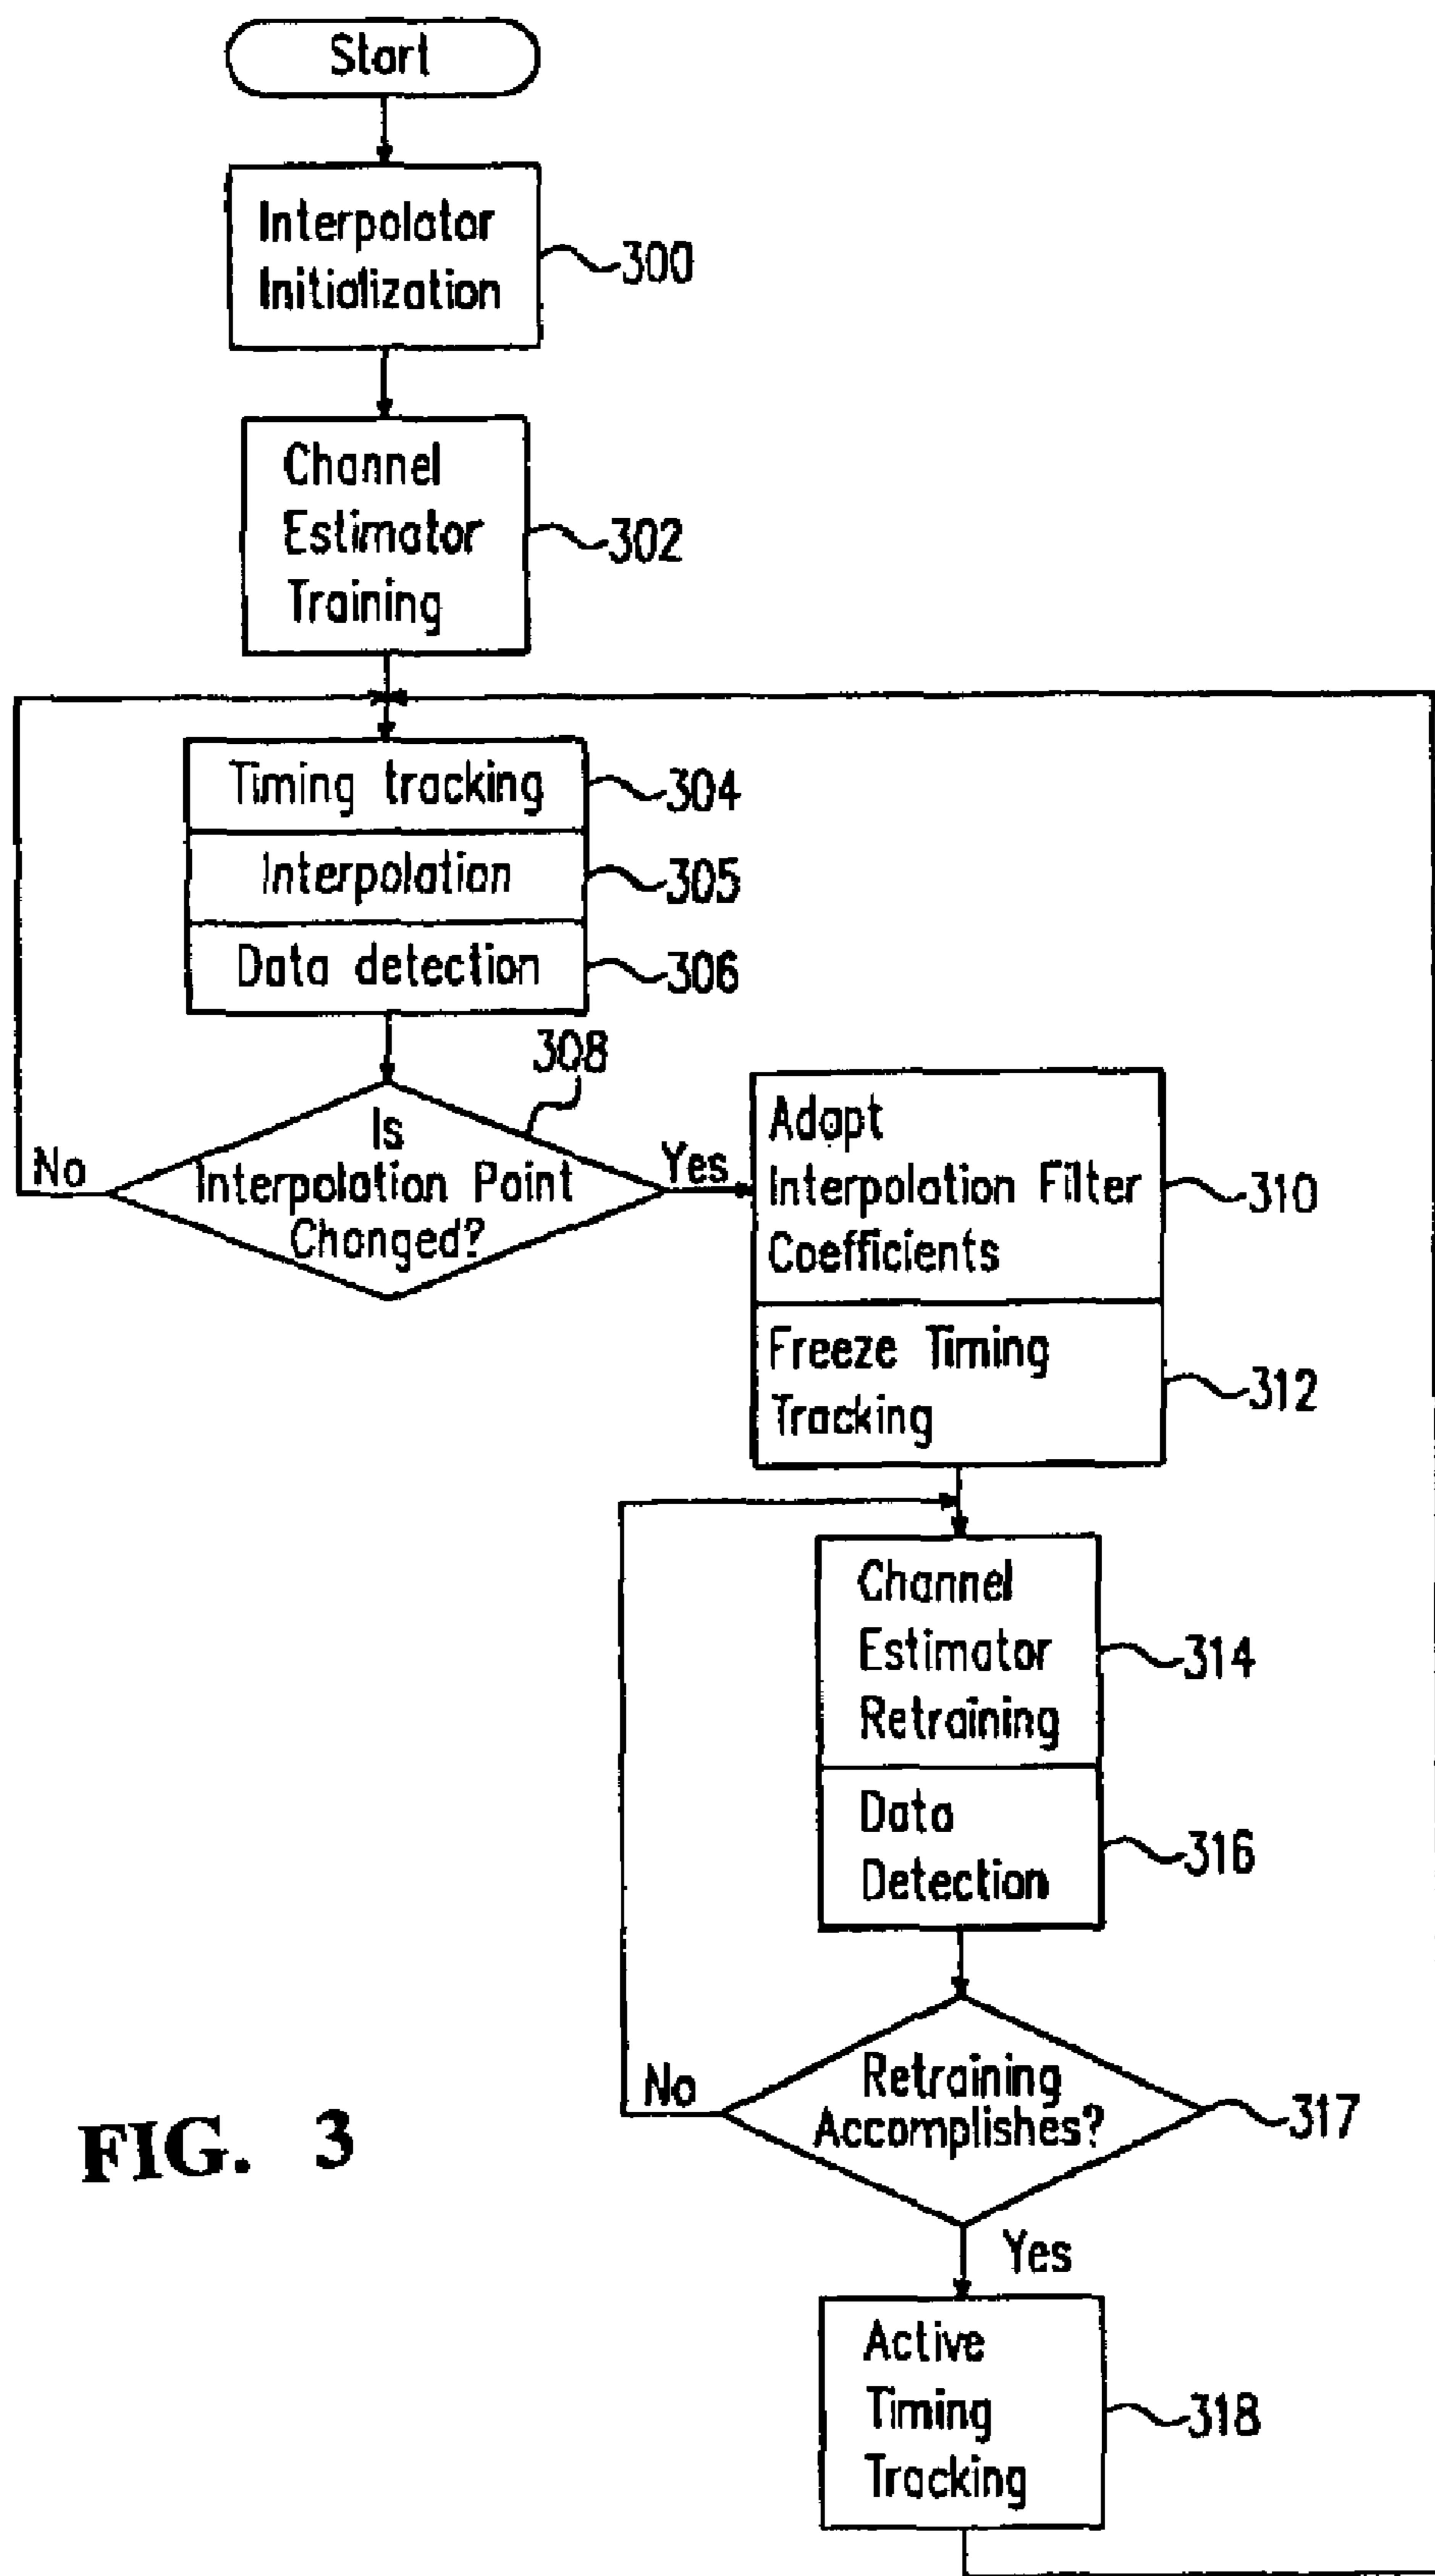 Start
Interpolator
Initialization
300
Channel
Estimator
Training
302
Timing tracking
304
Interpolation
305
Data detection
306
308
Is
Interpolation Point
Changed?
No
Yes
Adapt
Interpolation Filter
Coefficients
310
Freeze Timing
Tracking
312
Channel
Estimator
Retraining
314
Data
Detection
316
Retraining
Accomplishes?
317
No
Yes
Active
Timing
Tracking
318
FIG. 3